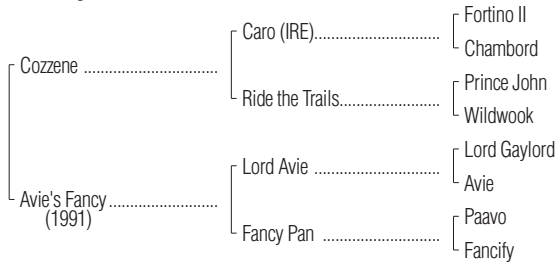 Fortino II
Caro (IRE)..................................
Chambord
Cozzene ....................................
Prince John
Ride the Trails...........................
Wildwook
Lord Gaylord
Lord Avie ..................................
Avie
Avie's Fancy.............................
(1991)
Paavo
Fancy Pan ................................
Fancify